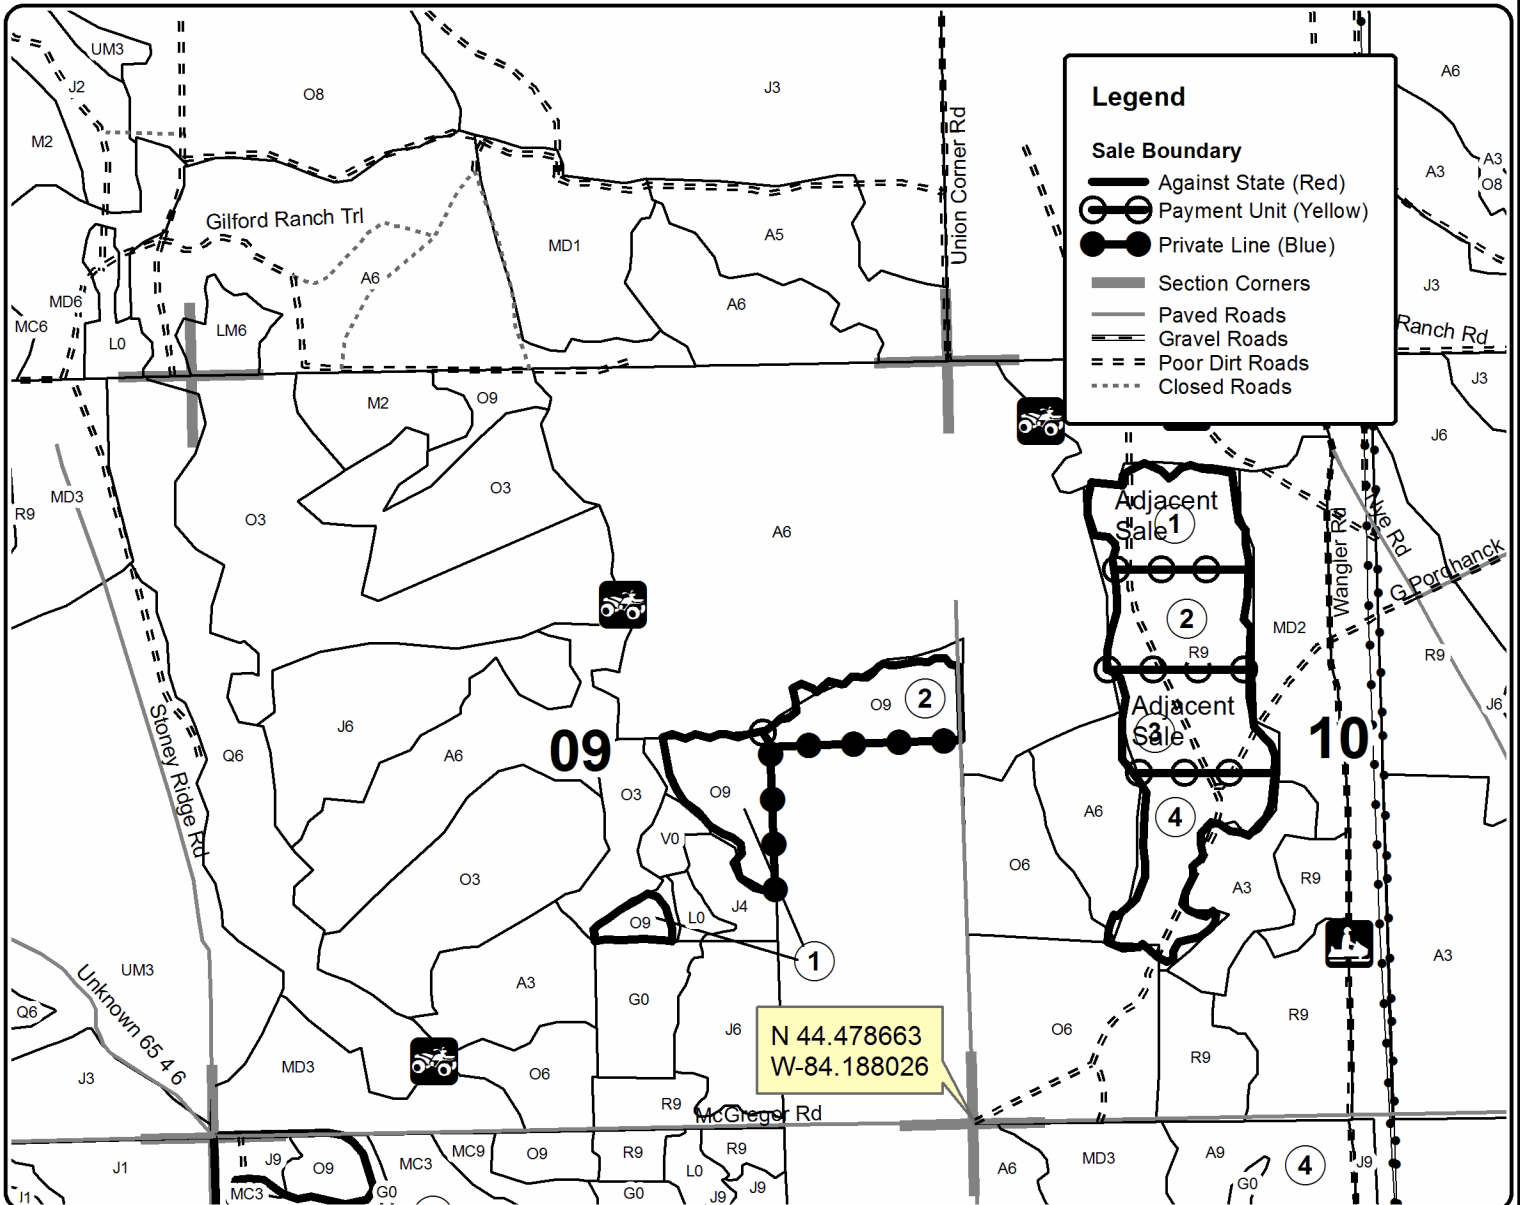 UM3
J2
M2
O8
J3
A6
A3
A3
O8
Legend
Sale Boundary
Against State (Red)
Payment Unit (Yellow)
Private Line (Blue)
Section Corners
Paved Roads
Gravel Roads
Poor Dirt Roads
Closed Roads
Union Corner Rd
Gilford Ranch Trl
MD1
A5
A6
A6
J3
MD6
MC6
L0
LM6
Ranch Rd
J3
M2
O9
J6
MD3
R9
O3
O3
A6
Adjacent
Sale
1
Wangler Rd
Nye Rd
G Porchanck
2
MD2
R9
R9
J6
Stoney Ridge Rd
Q6
J6
A6
09
O9
2
Adjacent
Sale
3
10
O3
O9
V0
A6
4
O6
O3
J4
A3
R9
O9
L0
1
A3
UM3
Unknown 65 4 6
Q6
A3
G0
J6
N 44.478663
W-84.188026
O6
R9
R9
J3
MD3
O6
R9
McGregor Rd
J1
J9
O9
MC3
MC9
O9
R9
R9
L0
A6
MD3
A9
4
J9
I1
MC3
G0
G0
J9
J9
G0